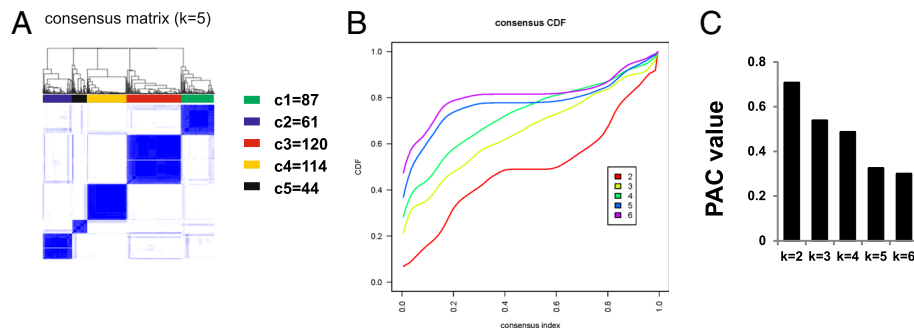 A
consensus matrix (k=5)
c1=87
c2=61
c3=120
c4=114
c5=44
B
consensus CDF
CDF
1.0
0.8
0.6
0.4
0.2
0.0
2
3
4
5
6
0.0
0.2
0.4
0.6
0.8
1.0
consensus index
C
PAC value
0.8
0.6
0.4
0.2
0
k=2 k=3 k=4 k=5 k=6